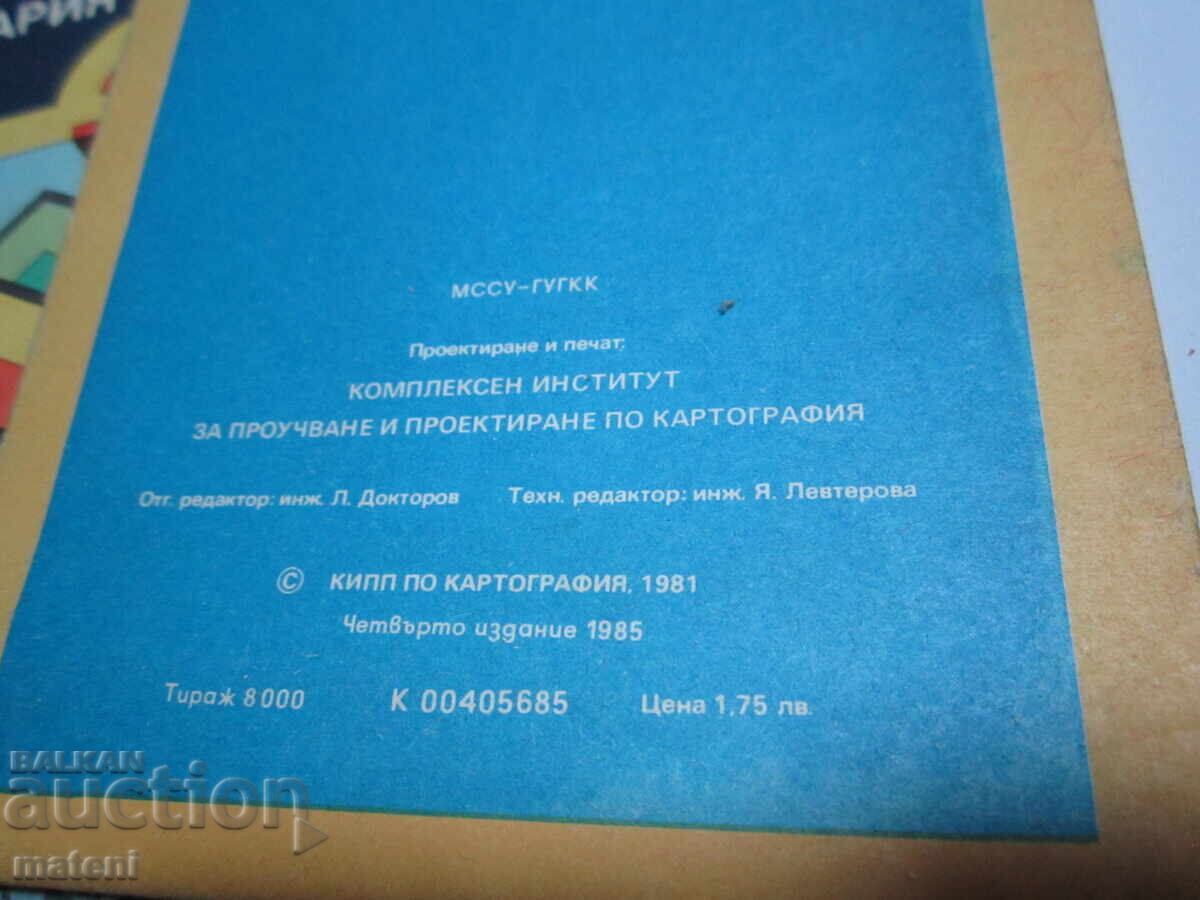 АРИЯ
МССУ-ГУГКК
Проектиране и печат:
КОМПЛЕКСЕН ИНСТИТУТ
ЗА ПРОУЧВАНЕ И ПРОЕКТИРАНЕ ПО КАРТОГРАФИЯ
Отг. редактор: инж. Л. Докторов Техн. редактор: инж. Я. Левтерова
© КИПП ПО КАРТОГРАФИЯ, 1981
Четвърто издание 1985
Тираж 8000 К 00405685 Цена 1,75 лв.
BALKAN
auction
mateni